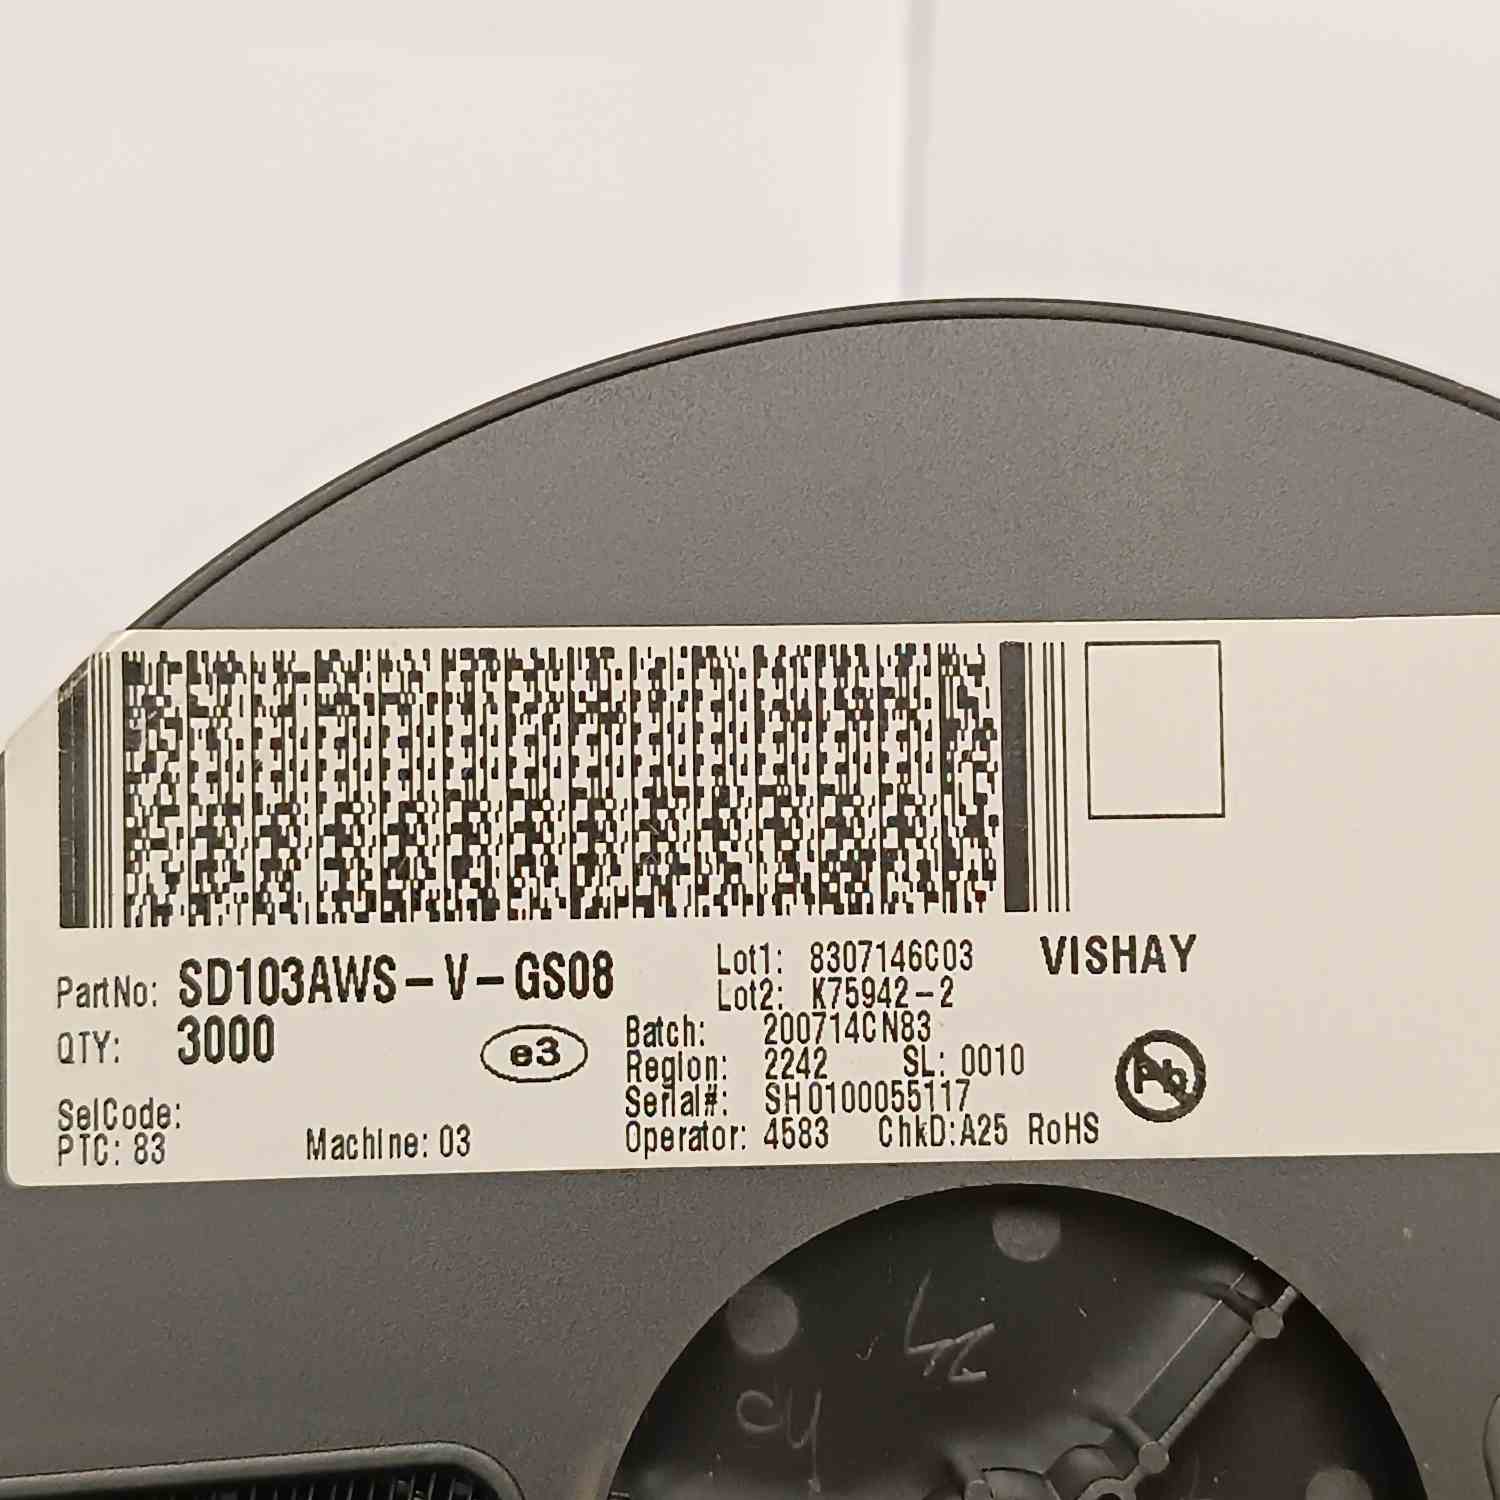 PartNo: SD103AWS-V-GS08
QTY: 3000
e3
SelCode:
PTC: 83 Machine: 03
Lot1: 8307146C03
Lot2: K75942-2
Batch: 200714CN83
Region: 2242 SL: 0010
Serial#: SH0100055117
Operator: 4583 ChkD:A25 RoHS
VISHAY
Pb